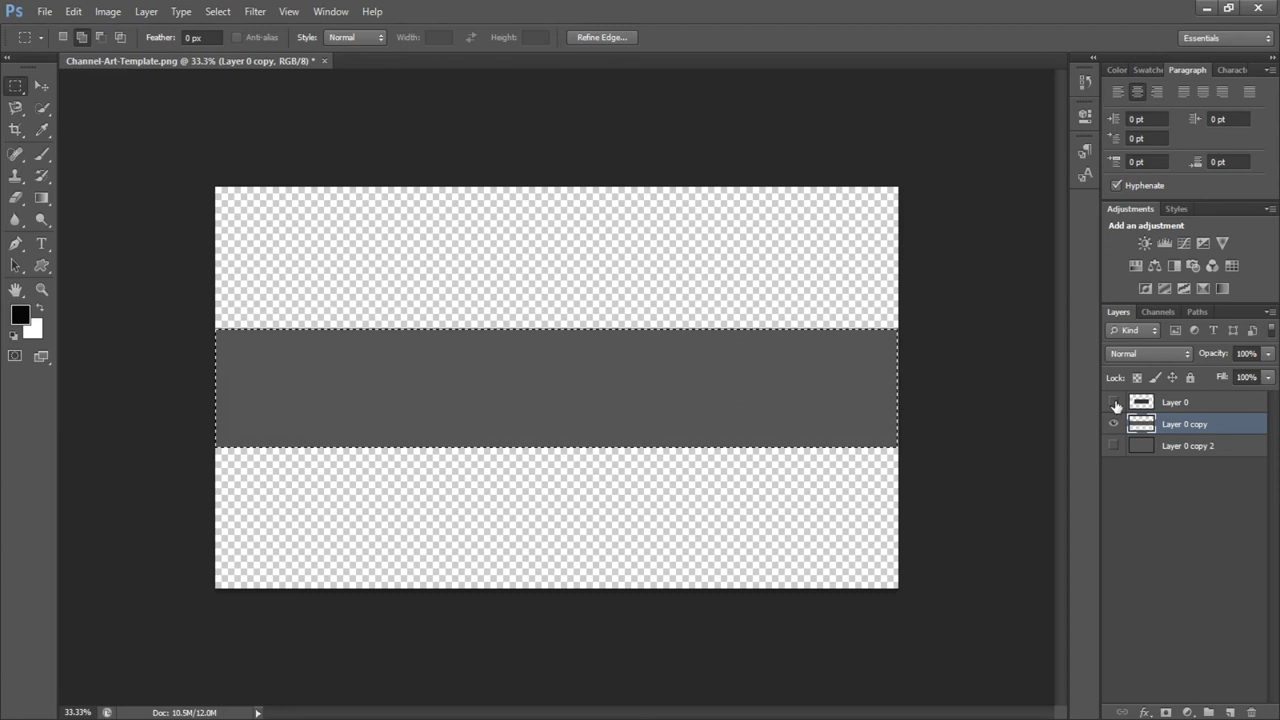 Ps File Edit Image Layer Type Select Filter View Window Help
Feather: 0 px Anti-alias Style: Normal Width: Height: Refine Edge... Essentials
Channel-Art-Template.png @ 33.3% (Layer 0 copy, RGB/8) * ×
Color Swatche Paragraph Charact
0 pt 0 pt
0 pt
0 pt 0 pt
Hyphenate
Adjustments Styles
Add an adjustment
Layers Channels Paths
Kind
Normal Opacity: 100%
Lock: Fill: 100%
Layer 0
Layer 0 copy
Layer 0 copy 2
33.33% Doc: 10.5M/12.0M